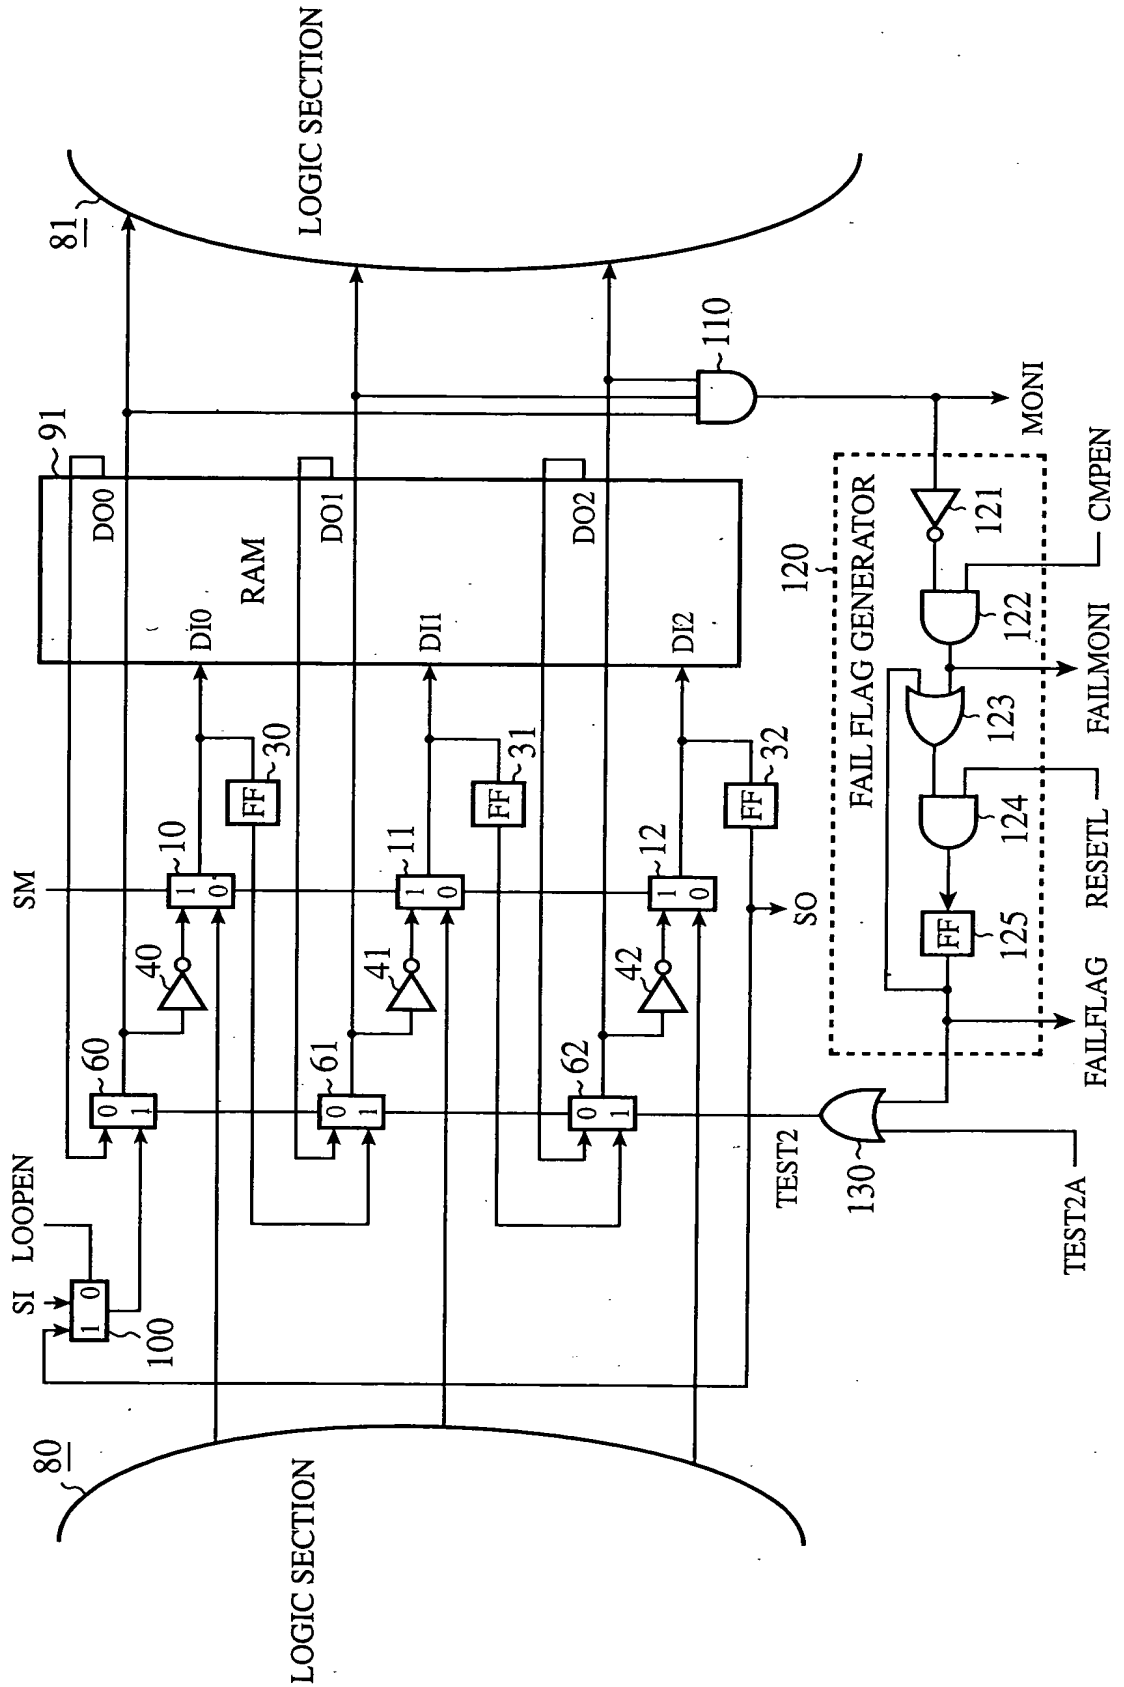 SI
LOOPEN
SM
1
0
100
80
LOGIC SECTION
0
1
60
40
1
0
10
FF
30
DI0
DO0
91
RAM
81
LOGIC SECTION
0
1
61
41
1
0
11
FF
31
DI1
DO1
0
1
62
42
1
0
12
FF
32
DI2
DO2
SO
110
MONI
120
FAIL FLAG GENERATOR
121
122
123
124
FF
125
CMPEN
FAILMONI
RESETL
FAILFLAG
TEST2
130
TEST2A